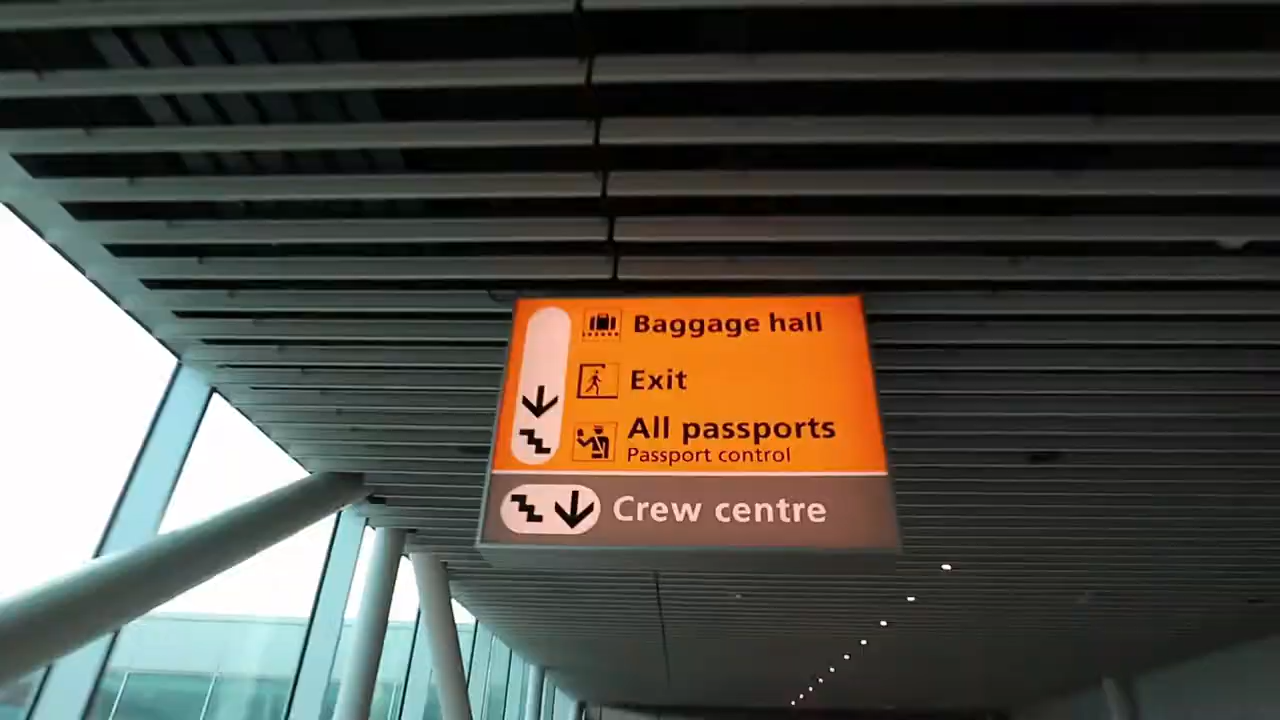 Baggage hall
Exit
All passports
Passport control
Crew centre